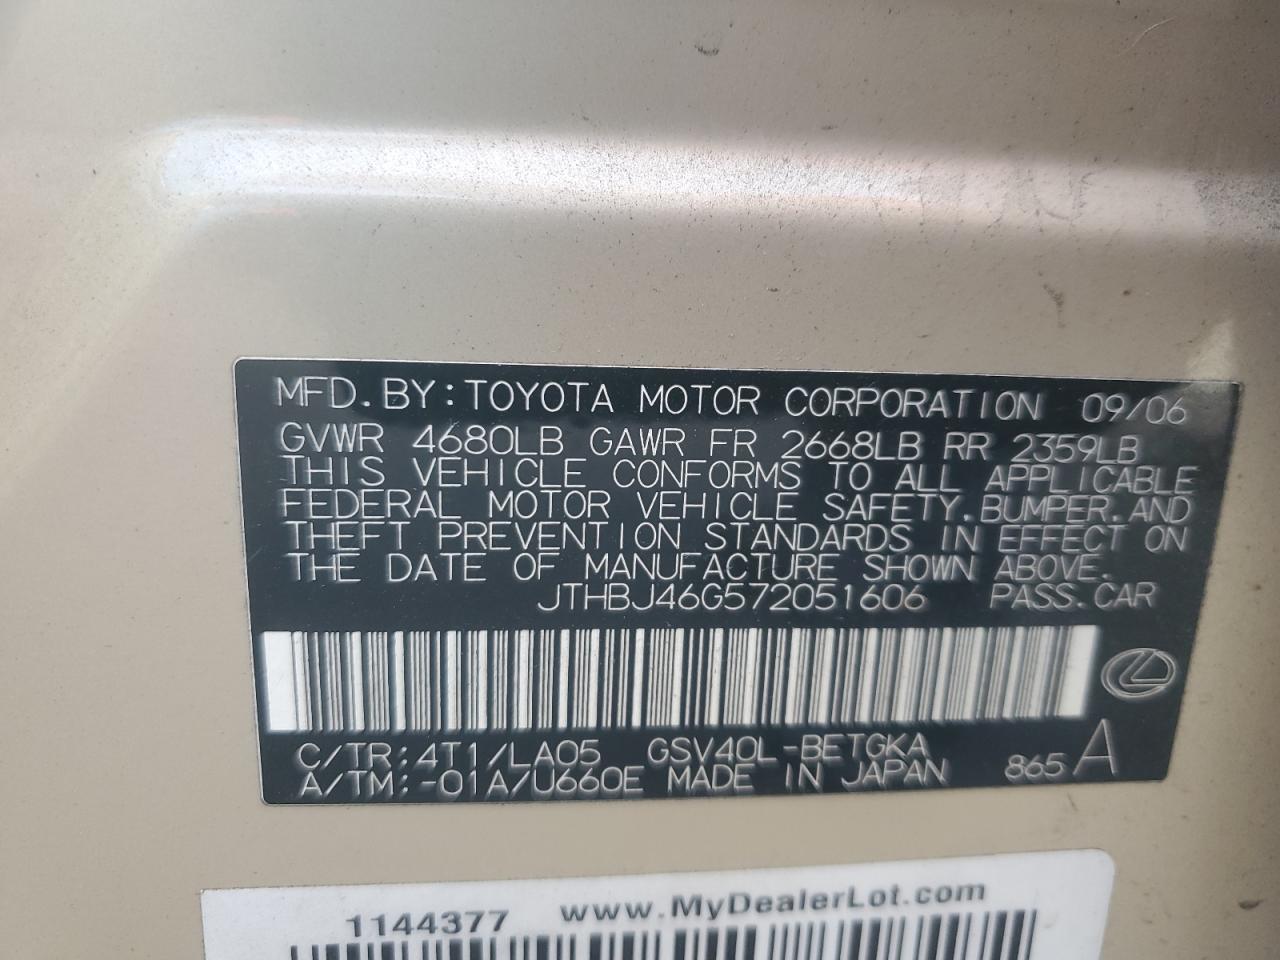 MFD. BY: TOYOTA MOTOR CORPORATION 09/06
GVWR 4680LB GAWR FR 2668LB RR 2359LB
THIS VEHICLE CONFORMS TO ALL APPLICABLE
FEDERAL MOTOR VEHICLE SAFETY, BUMPER, AND
THEFT PREVENTION STANDARDS IN EFFECT ON
THE DATE OF MANUFACTURE SHOWN ABOVE.
JTHBJ46G572051606 PASS. CAR
C/TR: 4T1/LA05 GSV40L-BETGKA
A/TM: -01A/U660E MADE IN JAPAN 865 A
1144377 www.MyDealerLot.com